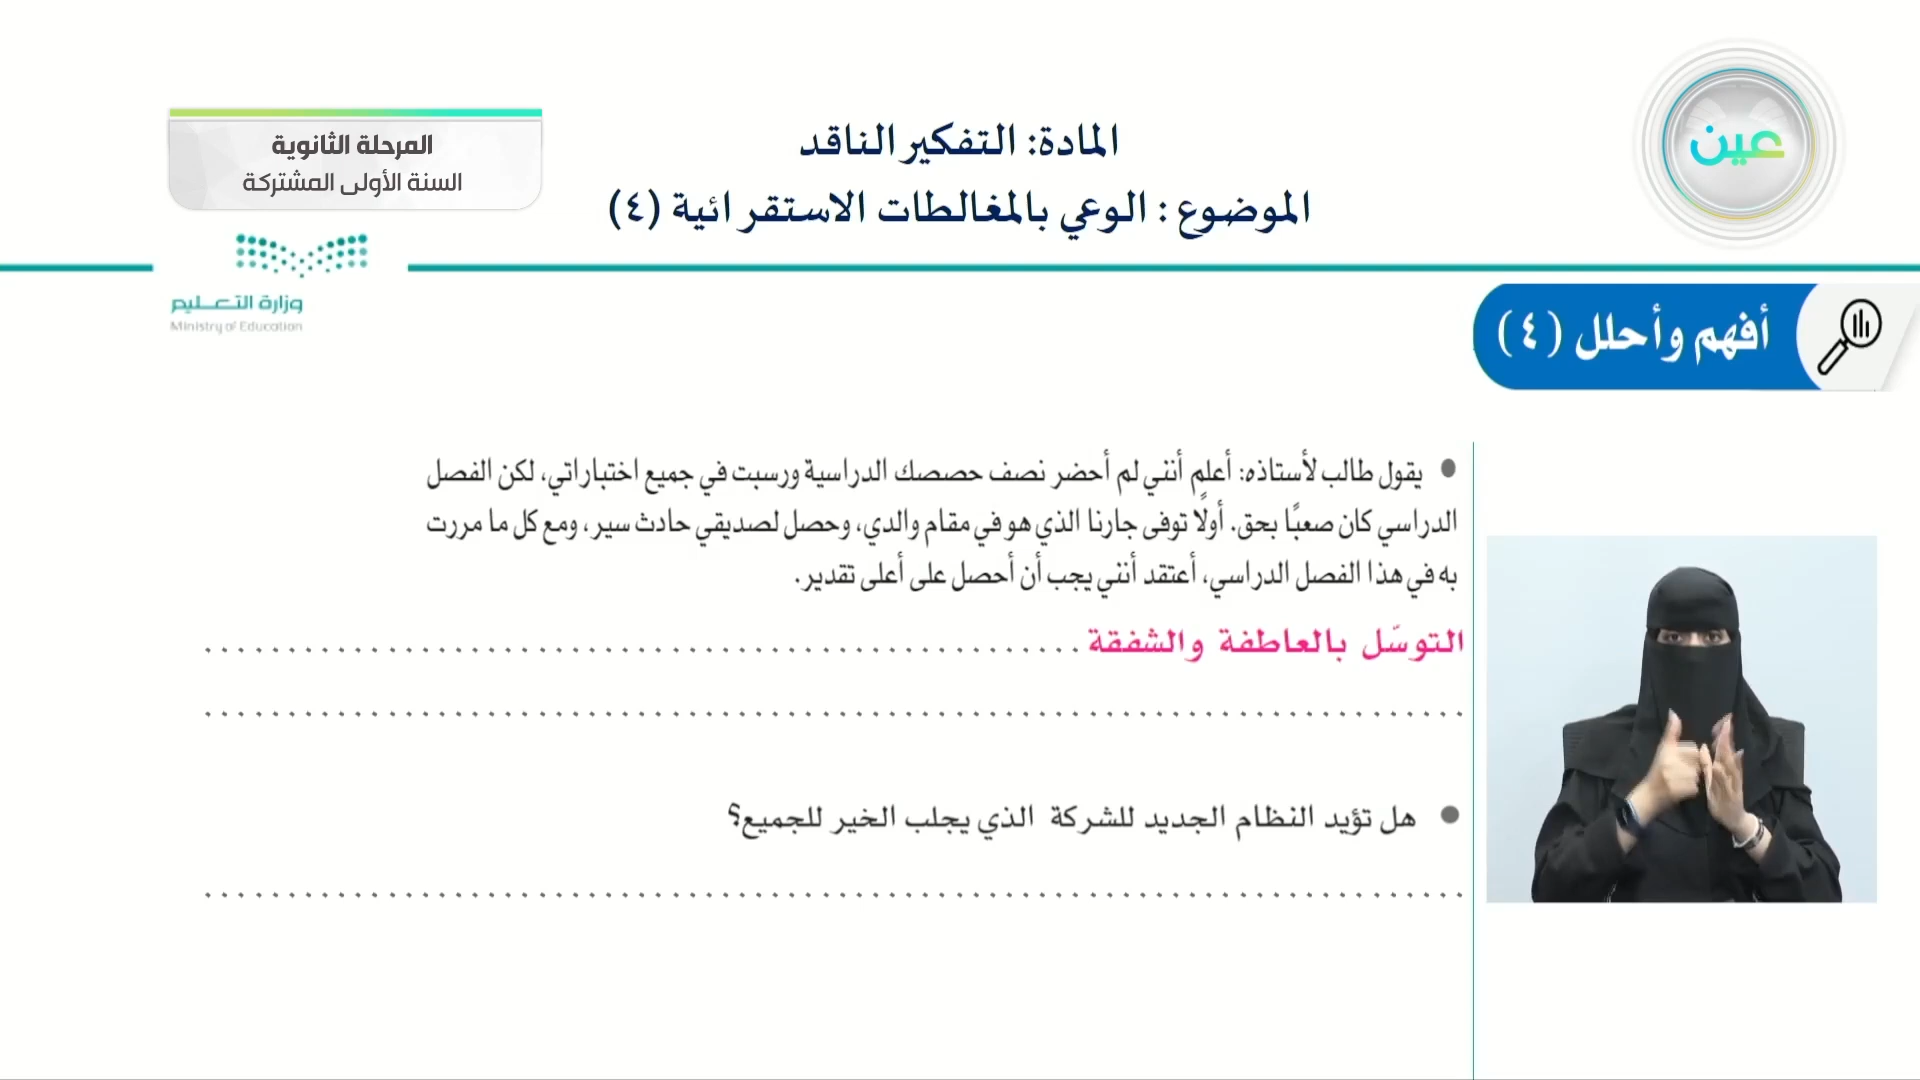 عين
المادة: التفكير الناقد
الموضوع : الوعي بالمغالطات الاستقرائية (٤)
المرحلة الثانوية
السنة الأولى المشتركة
وزارة التعليم
Ministry of Education
أفهم وأحلل (٤)
● يقول طالب لأستاذه: أعلم أنني لم أحضر نصف حصصك الدراسية ورسبت في جميع اختباراتي، لكن الفصل
الدراسي كان صعبًا بحق. أولًا توفى جارنا الذي هو في مقام والدي، وحصل لصديقي حادث سير، ومع كل ما مررت
به في هذا الفصل الدراسي، أعتقد أنني يجب أن أحصل على أعلى تقدير.
التوسّل بالعاطفة والشفقة
● هل تؤيد النظام الجديد للشركة الذي يجلب الخير للجميع؟